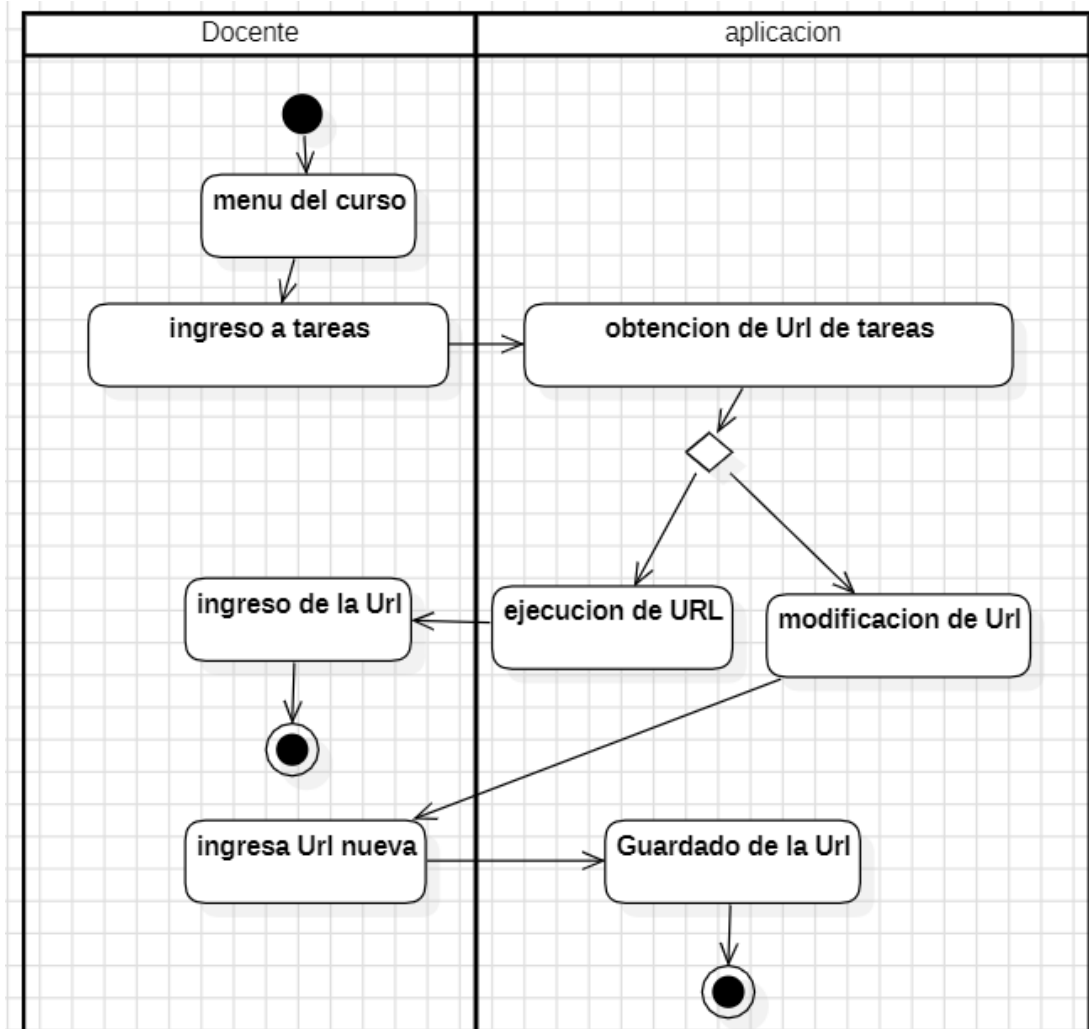 Docente
aplicacion
menu del curso
ingreso a tareas
obtencion de Url de tareas
ingreso de la Url
ejecucion de URL
modificacion de Url
ingresa Url nueva
Guardado de la Url